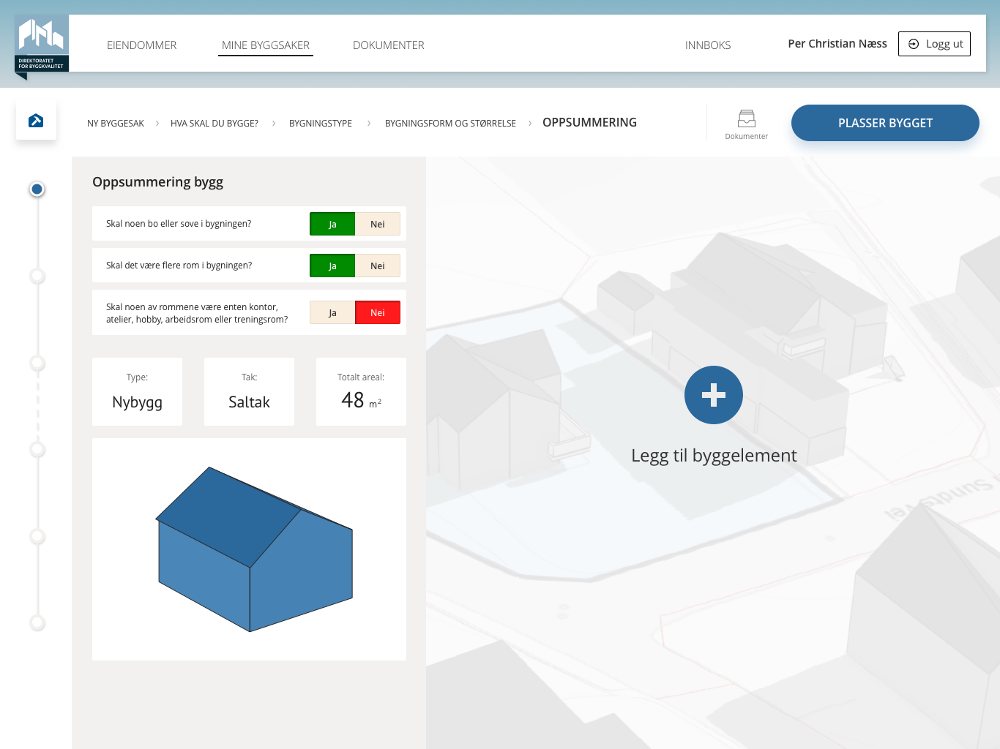 DIREKTORATET
FOR BYGGKVALITET
EIENDOMMER
MINE BYGGSAKER
DOKUMENTER
INNBOKS
Per Christian Næss
Logg ut
NY BYGGESAK › HVA SKAL DU BYGGE? › BYGNINGSTYPE › BYGNINGSFORM OG STØRRELSE › OPPSUMMERING
Dokumenter
PLASSER BYGGET
Oppsummering bygg
Skal noen bo eller sove i bygningen?
Ja Nei
Skal det være flere rom i bygningen?
Ja Nei
Skal noen av rommene være enten kontor,
atelier, hobby, arbeidsrom eller treningsrom?
Ja Nei
Type:
Nybygg
Tak:
Saltak
Totalt areal:
48 m²
Legg til byggelement